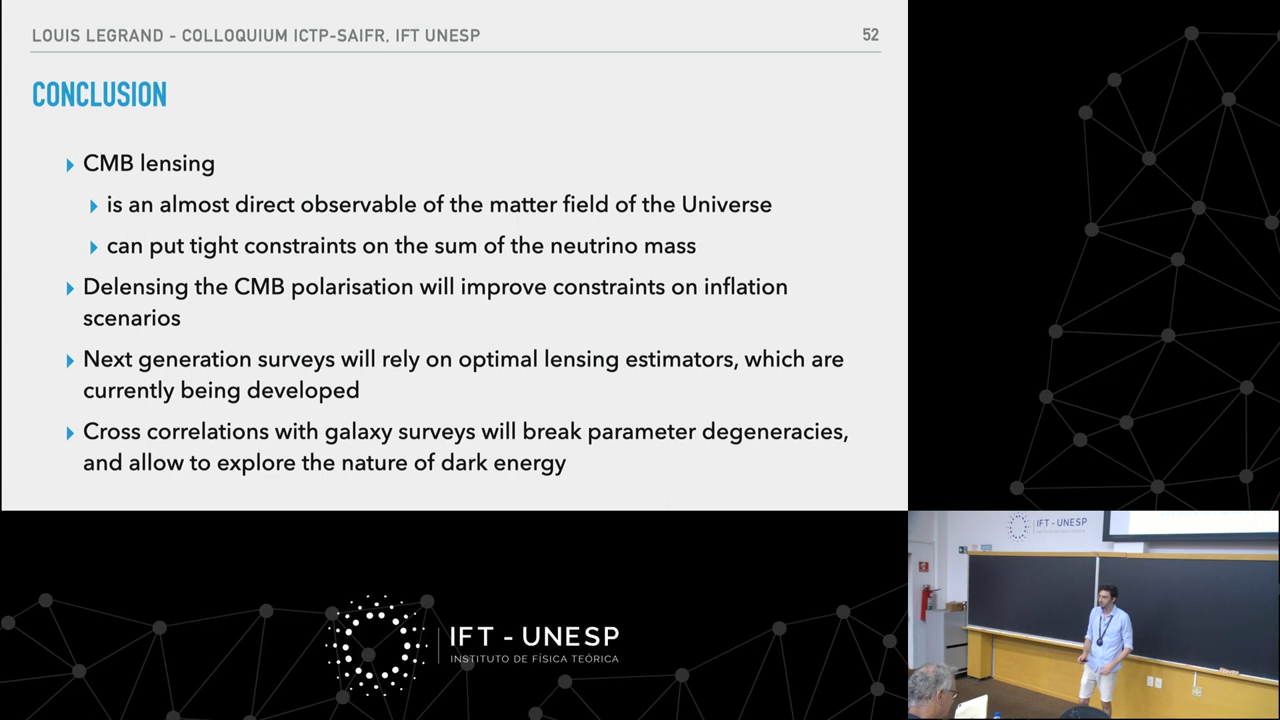 LOUIS LEGRAND - COLLOQUIUM ICTP-SAIFR, IFT UNESP
52
CONCLUSION
CMB lensing
is an almost direct observable of the matter field of the Universe
can put tight constraints on the sum of the neutrino mass
Delensing the CMB polarisation will improve constraints on inflation
scenarios
Next generation surveys will rely on optimal lensing estimators, which are
currently being developed
Cross correlations with galaxy surveys will break parameter degeneracies,
and allow to explore the nature of dark energy
IFT - UNESP
INSTITUTO DE FÍSICA TEÓRICA
IFT - UNESP